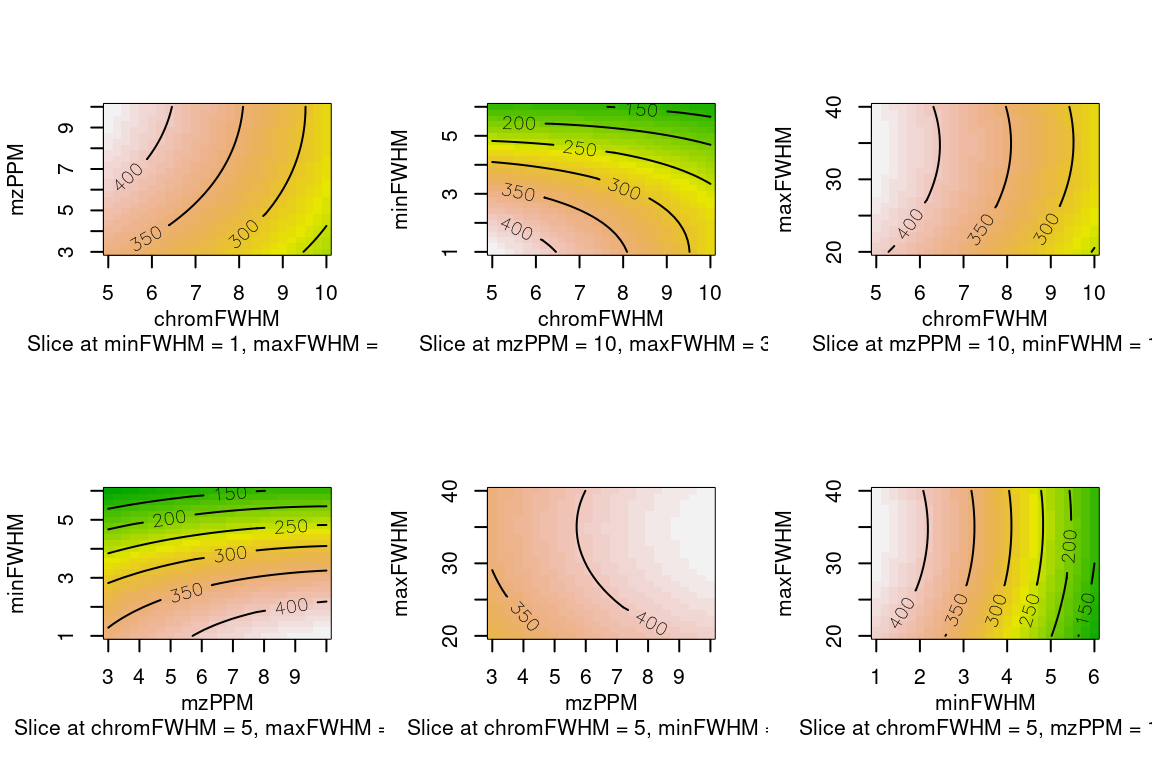 mzPPM
3 5 7 9
400 350 300
5 6 7 8 9 10
chromFWHM
Slice at minFWHM = 1, maxFWHM =
minFWHM
1 3 5
150 200 250 300 350 400
5 6 7 8 9 10
chromFWHM
Slice at mzPPM = 10, maxFWHM = 3
maxFWHM
20 30 40
400 350 300
5 6 7 8 9 10
chromFWHM
Slice at mzPPM = 10, minFWHM = 1
minFWHM
1 3 5
150 200 250 300 350 400
3 4 5 6 7 8 9
mzPPM
Slice at chromFWHM = 5, maxFWHM =
maxFWHM
20 30 40
350 400
3 4 5 6 7 8 9
mzPPM
Slice at chromFWHM = 5, minFWHM =
maxFWHM
20 30 40
400 350 300 250 200 150
1 2 3 4 5 6
minFWHM
Slice at chromFWHM = 5, mzPPM = 1